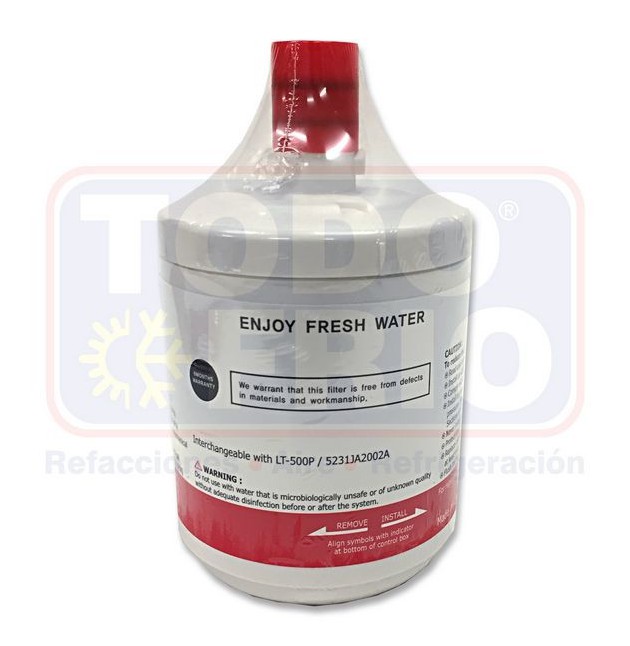 TODO
FRIO
®
Refacciones • Aire • Refrigeración
ENJOY FRESH WATER
6MONTHS
WARRANTY
We warrant that this filter is free from defects
in materials and workmanship.
CAUTION
Interchangeable with LT-500P / 5231JA2002A
WARNING :
Do not use with water that is microbiologically unsafe or of unknown quality
without adequate disinfection before or after the system.
REMOVE INSTALL
Align symbols with indicator
at bottom of control box